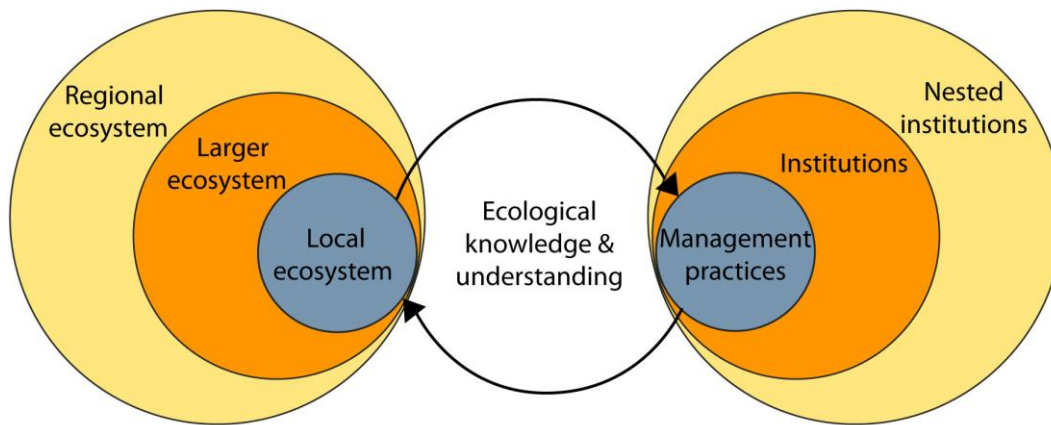 Regional
ecosystem
Larger
ecosystem
Local
ecosystem
Ecological
knowledge &
understanding
Nested
institutions
Institutions
Management
practices